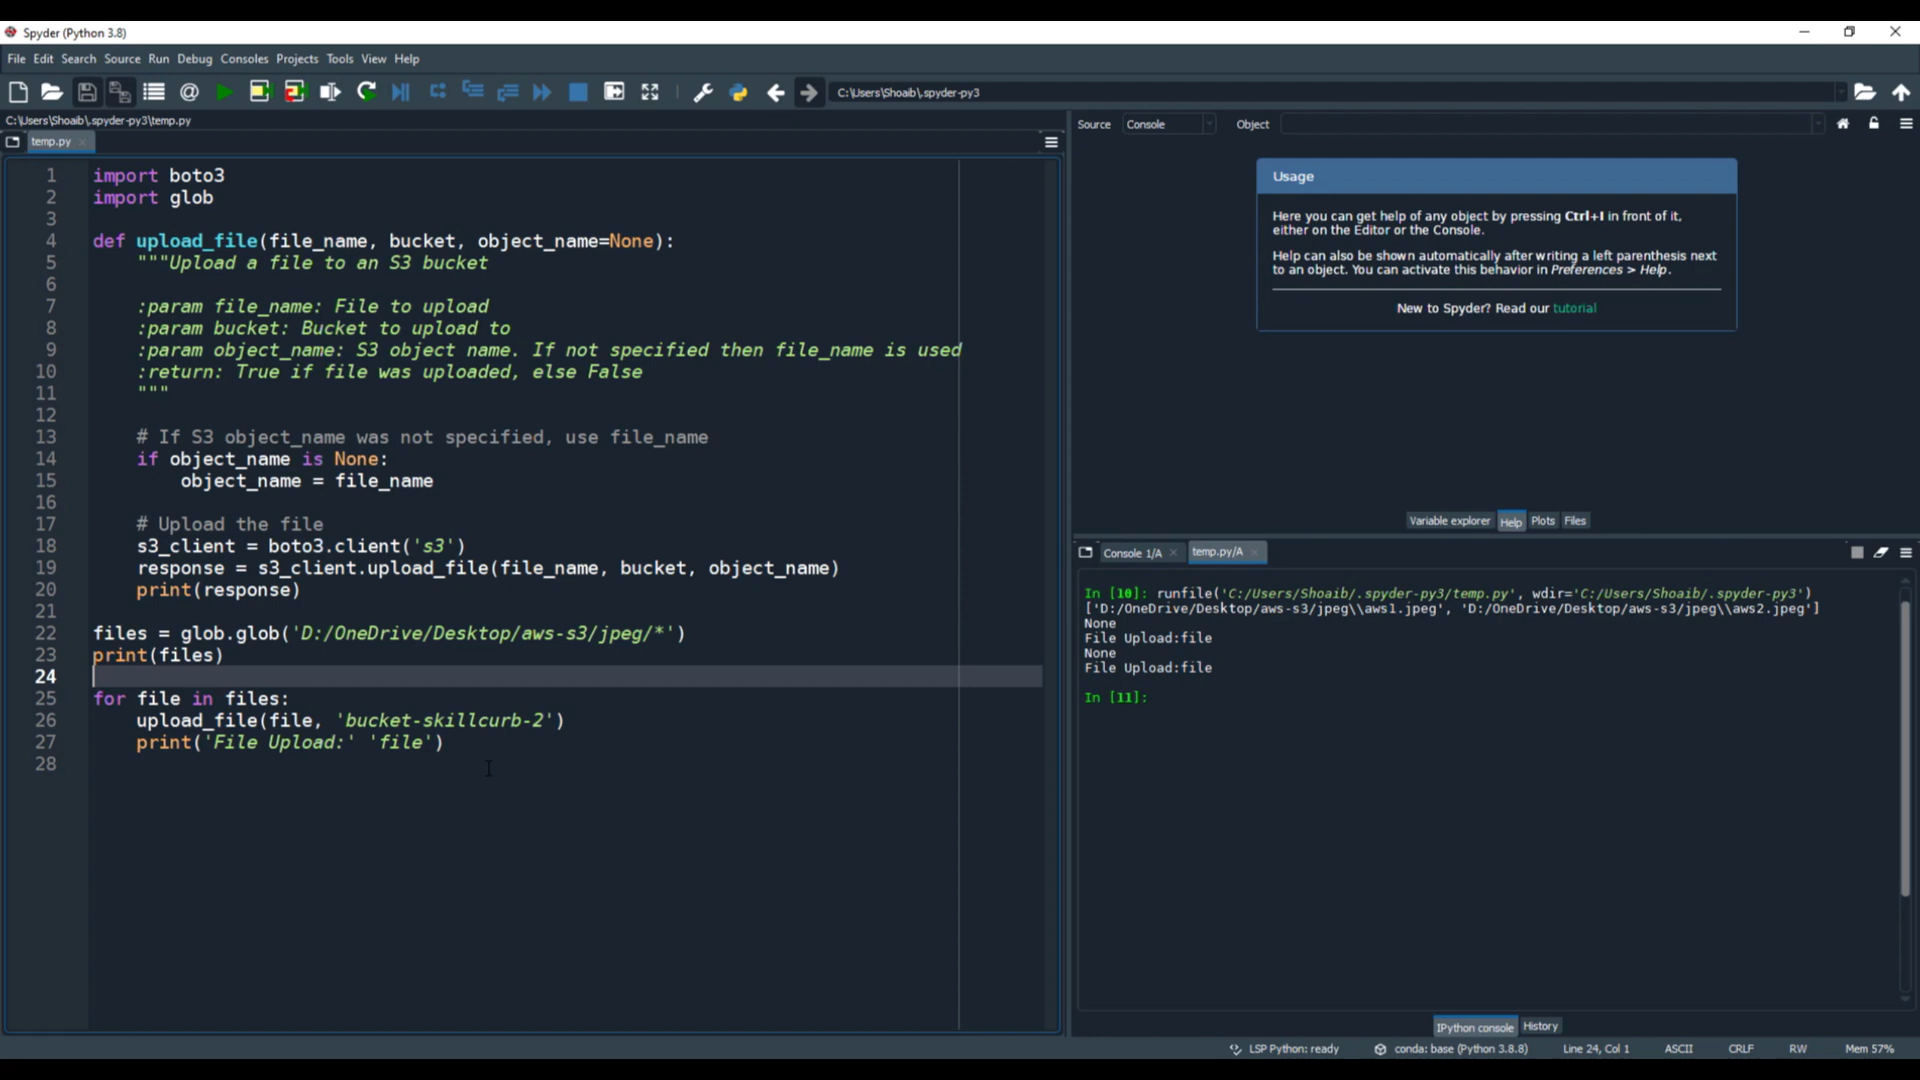 Spyder (Python 3.8)
File Edit Search Source Run Debug Consoles Projects Tools View Help
C:\Users\Shoaib\.spyder-py3
C:\Users\Shoaib\.spyder-py3\temp.py
temp.py
1 import boto3
2 import glob
3
4 def upload_file(file_name, bucket, object_name=None):
5 """Upload a file to an S3 bucket
6
7 :param file_name: File to upload
8 :param bucket: Bucket to upload to
9 :param object_name: S3 object name. If not specified then file_name is used
10 :return: True if file was uploaded, else False
11 """
12
13 # If S3 object_name was not specified, use file_name
14 if object_name is None:
15 object_name = file_name
16
17 # Upload the file
18 s3_client = boto3.client('s3')
19 response = s3_client.upload_file(file_name, bucket, object_name)
20 print(response)
21
22 files = glob.glob('D:/OneDrive/Desktop/aws-s3/jpeg/*')
23 print(files)
24
25 for file in files:
26 upload_file(file, 'bucket-skillcurb-2')
27 print('File Upload:' 'file')
28
Source Console Object
Usage
Here you can get help of any object by pressing Ctrl+I in front of it,
either on the Editor or the Console.
Help can also be shown automatically after writing a left parenthesis next
to an object. You can activate this behavior in Preferences > Help.
New to Spyder? Read our tutorial
Variable explorer Help Plots Files
Console 1/A temp.py/A
In [10]: runfile('C:/Users/Shoaib/.spyder-py3/temp.py', wdir='C:/Users/Shoaib/.spyder-py3')
['D:/OneDrive/Desktop/aws-s3/jpeg\\aws1.jpeg', 'D:/OneDrive/Desktop/aws-s3/jpeg\\aws2.jpeg']
None
File Upload:file
None
File Upload:file
In [11]:
IPython console History
LSP Python: ready conda: base (Python 3.8.8) Line 24, Col 1 ASCII CRLF RW Mem 57%